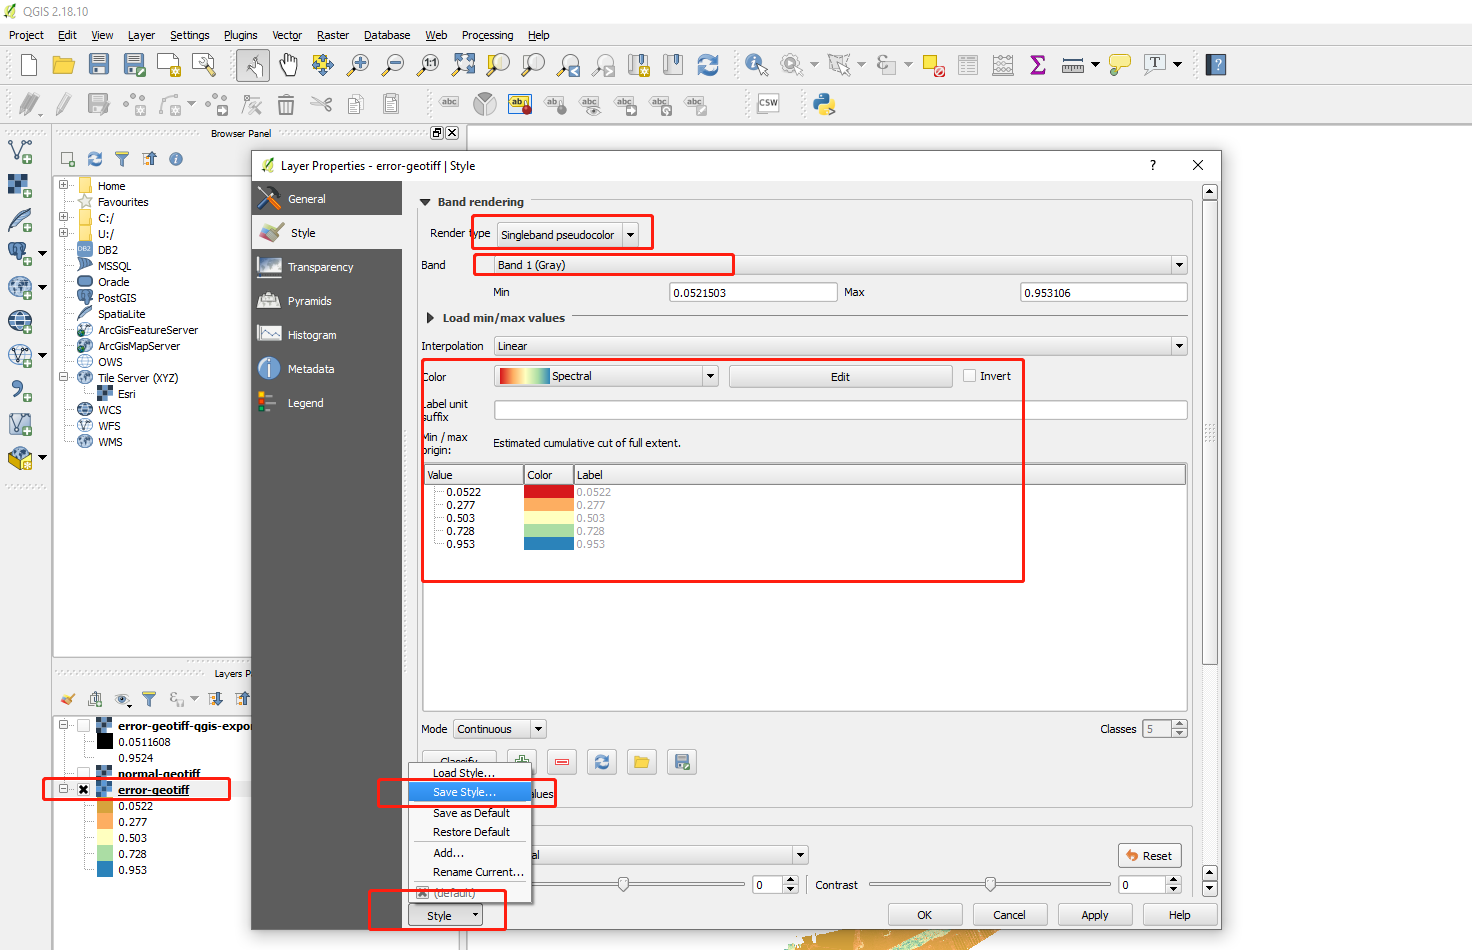 QGIS 2.18.10
Project Edit View Layer Settings Plugins Vector Raster Database Web Processing Help
1:1
T
?
abc
ab
ab
abc
abc
abc
abc
CSW
Browser Panel
Layer Properties - error-geotiff | Style
?
Home
Favourites
C:/
U:/
DB2
MSSQL
Oracle
PostGIS
SpatiaLite
ArcGisFeatureServer
ArcGisMapServer
OWS
Tile Server (XYZ)
Esri
WCS
WFS
WMS
General
Style
Transparency
Pyramids
Histogram
Metadata
Legend
Band rendering
Render type Singleband pseudocolor
Band Band 1 (Gray)
Min 0.0521503 Max 0.953106
Load min/max values
Interpolation Linear
Color Spectral Edit Invert
Label unit
suffix
Min / max
origin: Estimated cumulative cut of full extent.
Value Color Label
0.0522 0.0522
0.277 0.277
0.503 0.503
0.728 0.728
0.953 0.953
Mode Continuous Classes 5
Classify
Load Style...
Save Style... alues
Save as Default
Restore Default
Add...
Rename Current...
(default)
Style
al
Reset
0 Contrast 0
OK Cancel Apply Help
Layers P
error-geotiff-qgis-expo
0.0511608
0.9524
normal-geotiff
error-geotiff
0.0522
0.277
0.503
0.728
0.953